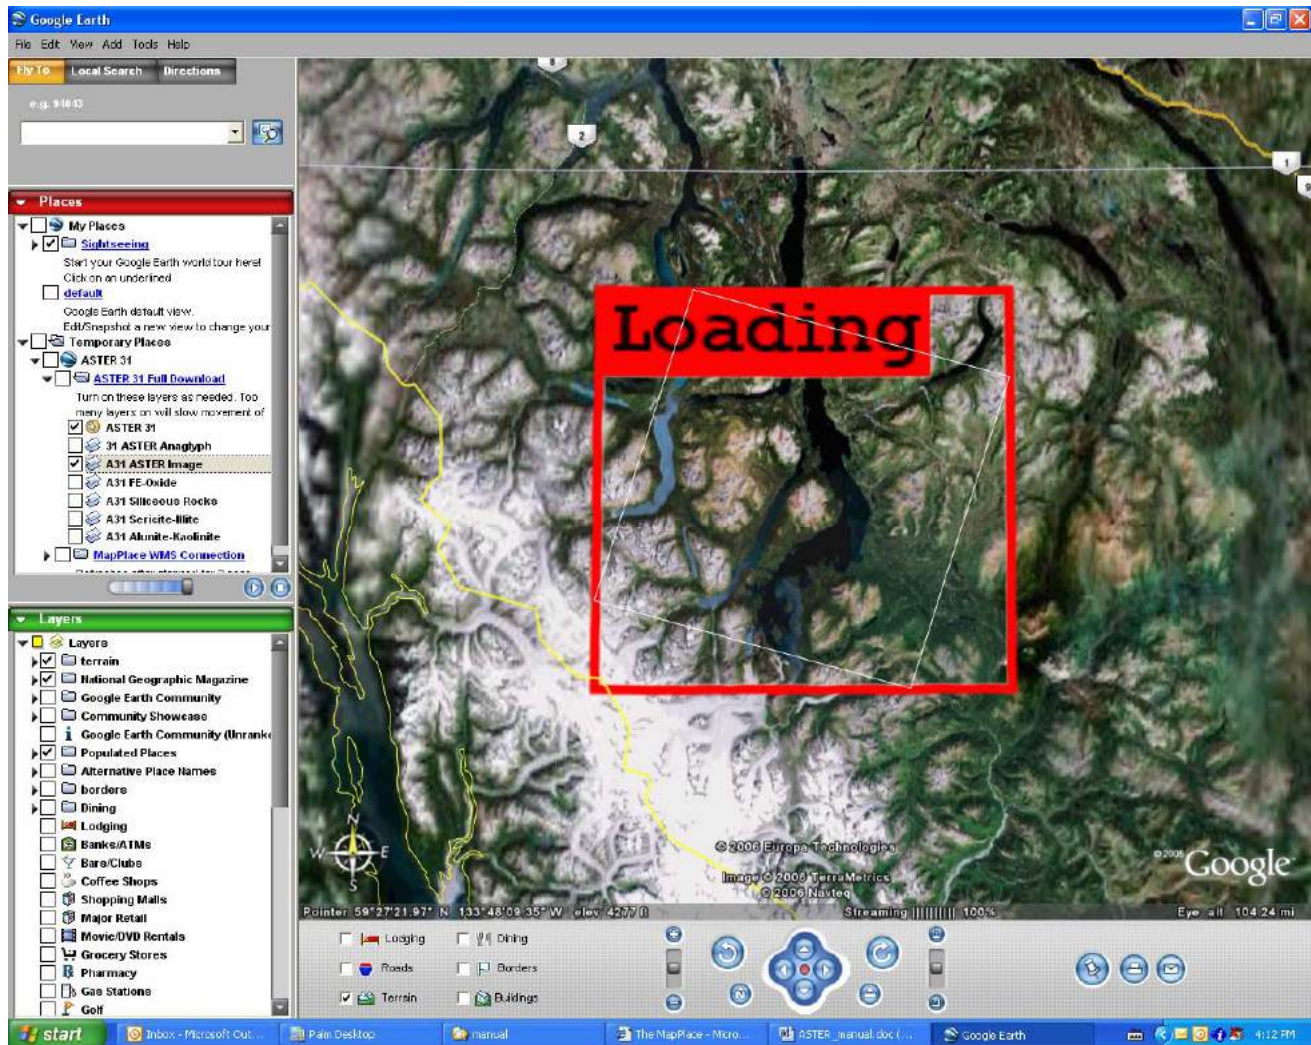 Google Earth
File Edit View Add Tools Help
Fly To Local Search Directions
e.g. 94043
Places
My Places
Sightseeing
Start your Google Earth world tour here!
Click on an underlined
default
Google Earth default view.
Edit/Snapshot a new view to change your
Temporary Places
ASTER 31
ASTER 31 Full Download
Turn on these layers as needed. Too
many layers on will slow movement of
ASTER 31
31 ASTER Anaglyph
A31 ASTER Image
A31 FE-Oxide
A31 Siliceous Rocks
A31 Sericite-Illite
A31 Alunite-Kaolinite
MapPlace WMS Connection
Layers
Layers
terrain
National Geographic Magazine
Google Earth Community
Community Showcase
Google Earth Community (Unranke
Populated Places
Alternative Place Names
borders
Dining
Lodging
Banks/ATMs
Bars/Clubs
Coffee Shops
Shopping Malls
Major Retail
Movie/DVD Rentals
Grocery Stores
Pharmacy
Gas Stations
Golf
8
2
1
9
Loading
N
W E
S
© 2006 Europa Technologies
Image © 2006 TerraMetrics
© 2006 Navteq
Google
Pointer 59°27'21.97" N 133°48'09.35" W elev 4277 ft Streaming |||||||||| 100% Eye alt 104.24 mi
Lodging Dining
Roads Borders
Terrain Buildings
N
start Inbox - Microsoft Out... Palm Desktop manual The MapPlace - Micro... ASTER_manual.doc (... Google Earth 4:12 PM